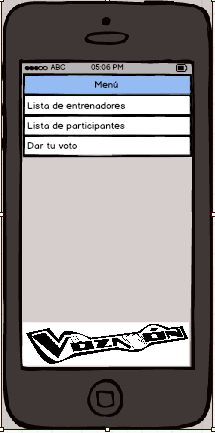 ABC 05:06 PM
Menú
Lista de entrenadores
Lista de participantes
Dar tu voto